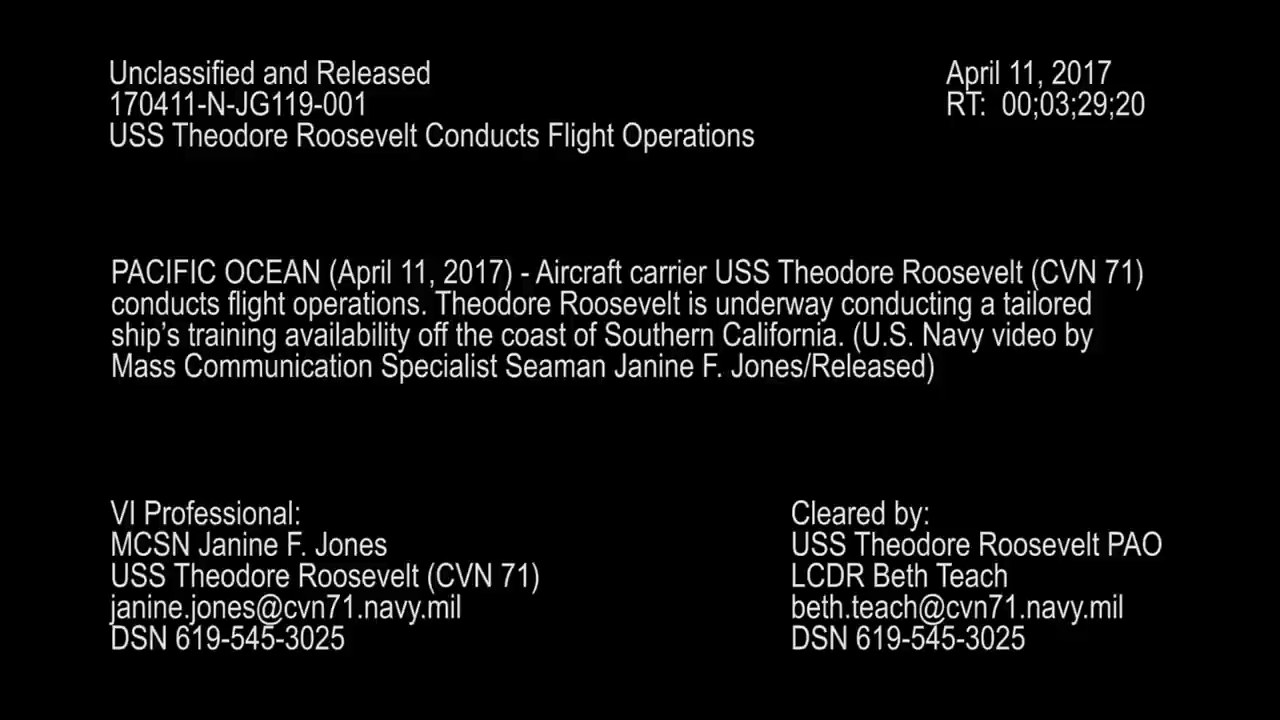 Unclassified and Released
170411-N-JG119-001
USS Theodore Roosevelt Conducts Flight Operations
April 11, 2017
RT:  00;03;29;20
PACIFIC OCEAN (April 11, 2017) - Aircraft carrier USS Theodore Roosevelt (CVN 71)
conducts flight operations. Theodore Roosevelt is underway conducting a tailored
ship’s training availability off the coast of Southern California. (U.S. Navy video by
Mass Communication Specialist Seaman Janine F. Jones/Released)
VI Professional:
MCSN Janine F. Jones
USS Theodore Roosevelt (CVN 71)
janine.jones@cvn71.navy.mil
DSN 619-545-3025
Cleared by:
USS Theodore Roosevelt PAO
LCDR Beth Teach
beth.teach@cvn71.navy.mil
DSN 619-545-3025